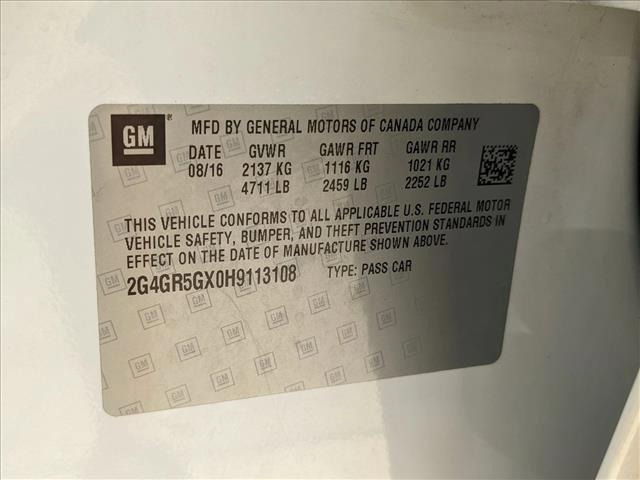 GM ® MFD BY GENERAL MOTORS OF CANADA COMPANY
DATE GVWR GAWR FRT GAWR RR
08/16 2137 KG 1116 KG 1021 KG
4711 LB 2459 LB 2252 LB
THIS VEHICLE CONFORMS TO ALL APPLICABLE U.S. FEDERAL MOTOR
VEHICLE SAFETY, BUMPER, AND THEFT PREVENTION STANDARDS IN
EFFECT ON THE DATE OF MANUFACTURE SHOWN ABOVE.
2G4GR5GX0H9113108 TYPE: PASS CAR